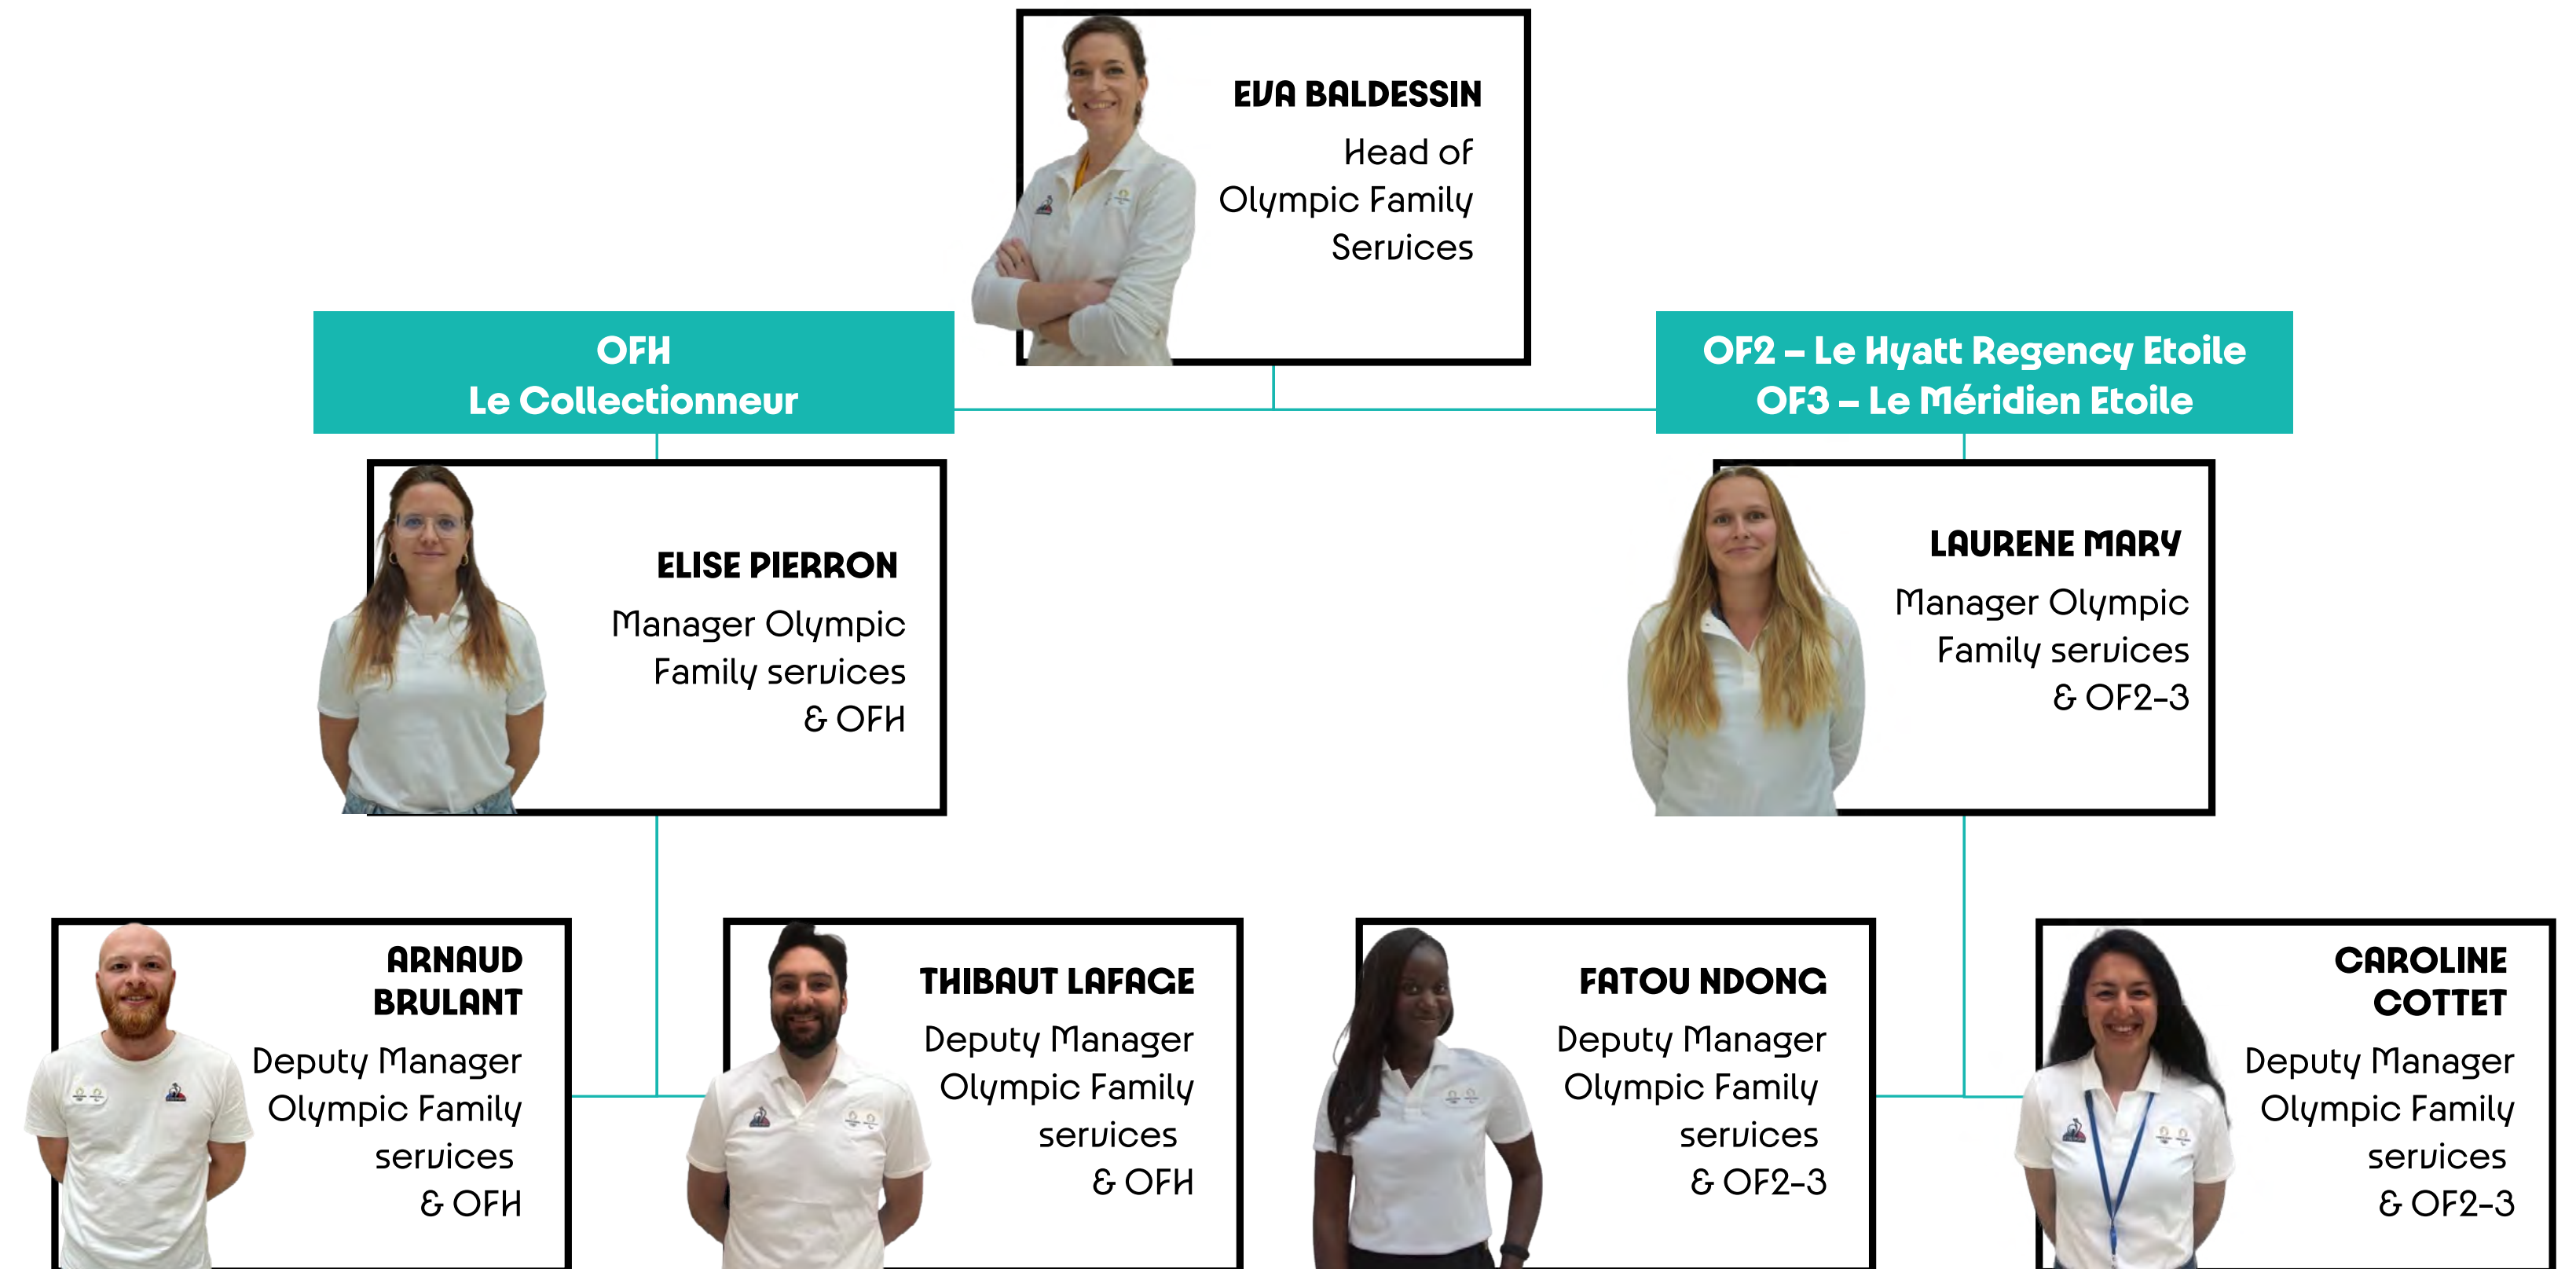 EVA BALDESSIN
Head of
Olympic Family
Services
OFH
Le Collectionneur
OF2 – Le Hyatt Regency Etoile
OF3 – Le Méridien Etoile
ELISE PIERRON
Manager Olympic
Family services
& OFH
LAURENE MARY
Manager Olympic
Family services
& OF2-3
ARNAUD
BRULANT
Deputy Manager
Olympic Family
services
& OFH
THIBAUT LAFAGE
Deputy Manager
Olympic Family
services
& OFH
FATOU NDONG
Deputy Manager
Olympic Family
services
& OF2-3
CAROLINE
COTTET
Deputy Manager
Olympic Family
services
& OF2-3